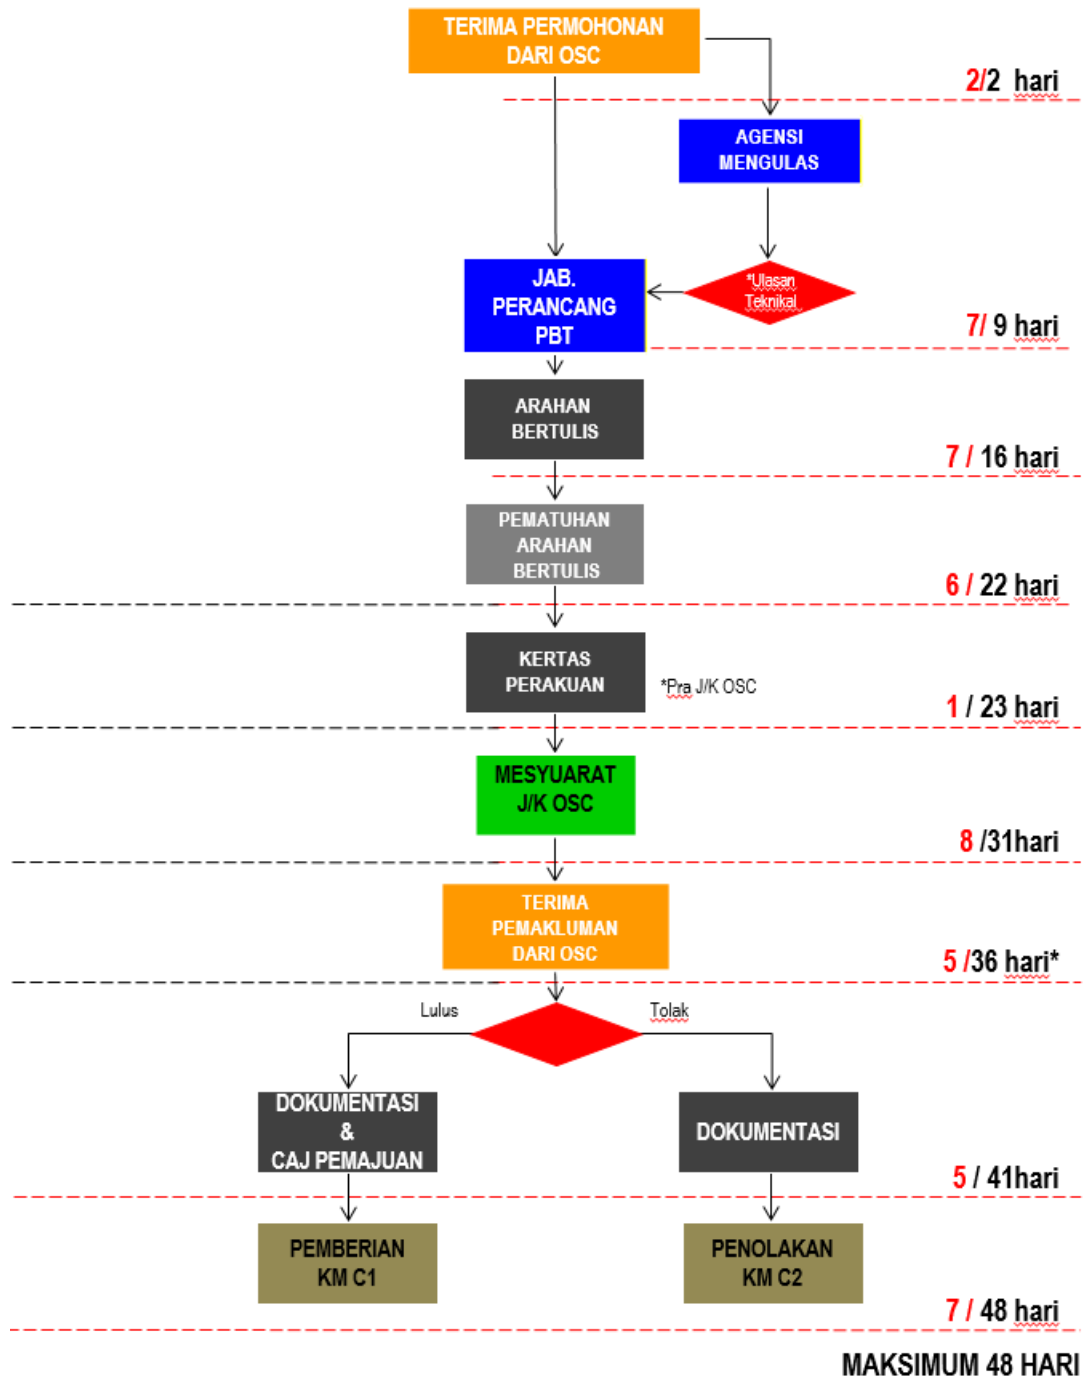 TERIMA PERMOHONAN
DARI OSC
2/2 hari
AGENSI
MENGULAS
*Ulasan
Teknikal
JAB.
PERANCANG
PBT
7/ 9 hari
ARAHAN
BERTULIS
7 / 16 hari
PEMATUHAN
ARAHAN
BERTULIS
6 / 22 hari
KERTAS
PERAKUAN
*Pra J/K OSC
1 / 23 hari
MESYUARAT
J/K OSC
8 /31hari
TERIMA
PEMAKLUMAN
DARI OSC
5 /36 hari*
Lulus
Tolak
DOKUMENTASI
&
CAJ PEMAJUAN
DOKUMENTASI
5 / 41hari
PEMBERIAN
KM C1
PENOLAKAN
KM C2
7 / 48 hari
MAKSIMUM 48 HARI